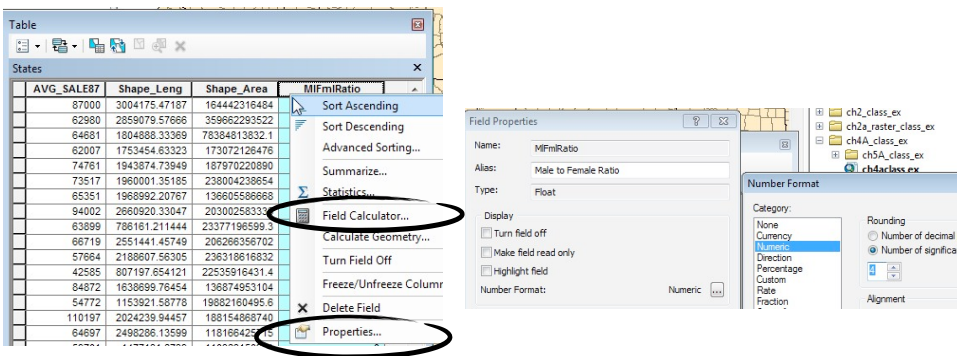 Table
States
AVG_SALE87 Shape_Leng Shape_Area MlFmlRatio
87000 3004175.47187 164442316484
62980 2859079.57666 359662293522
64681 1804888.33369 78384813832.1
62007 1753454.63323 173072126476
74761 1943874.73949 187970220890
73517 1960001.35185 238004238654
65351 1968992.20767 136605586668
94002 2660920.33047
63899 786161.211444 23377196599.3
66719 2551441.45749 206266356702
57664 2188607.56305 236318616832
42585 807197.654121 22535916431.4
84872 1638699.76454 136874953104
54772 1153921.58778 19882160495.6
110197 2024239.94457 188154868740
64697 2498286.13599
Sort Ascending
Sort Descending
Advanced Sorting...
Summarize...
Statistics...
Field Calculator...
Calculate Geometry...
Turn Field Off
Freeze/Unfreeze Column
Delete Field
Properties...
Field Properties
Name: MlFmlRatio
Alias: Male to Female Ratio
Type: Float
Display
Turn field off
Make field read only
Highlight field
Number Format: Numeric ...
ch2_class_ex
ch2a_raster_class_ex
ch4A_class_ex
ch5A_class_ex
ch4aclass.ex
Number Format
Category:
None
Currency
Numeric
Direction
Percentage
Custom
Rate
Fraction
Rounding
Number of decimal
Number of significa
4
Alignment